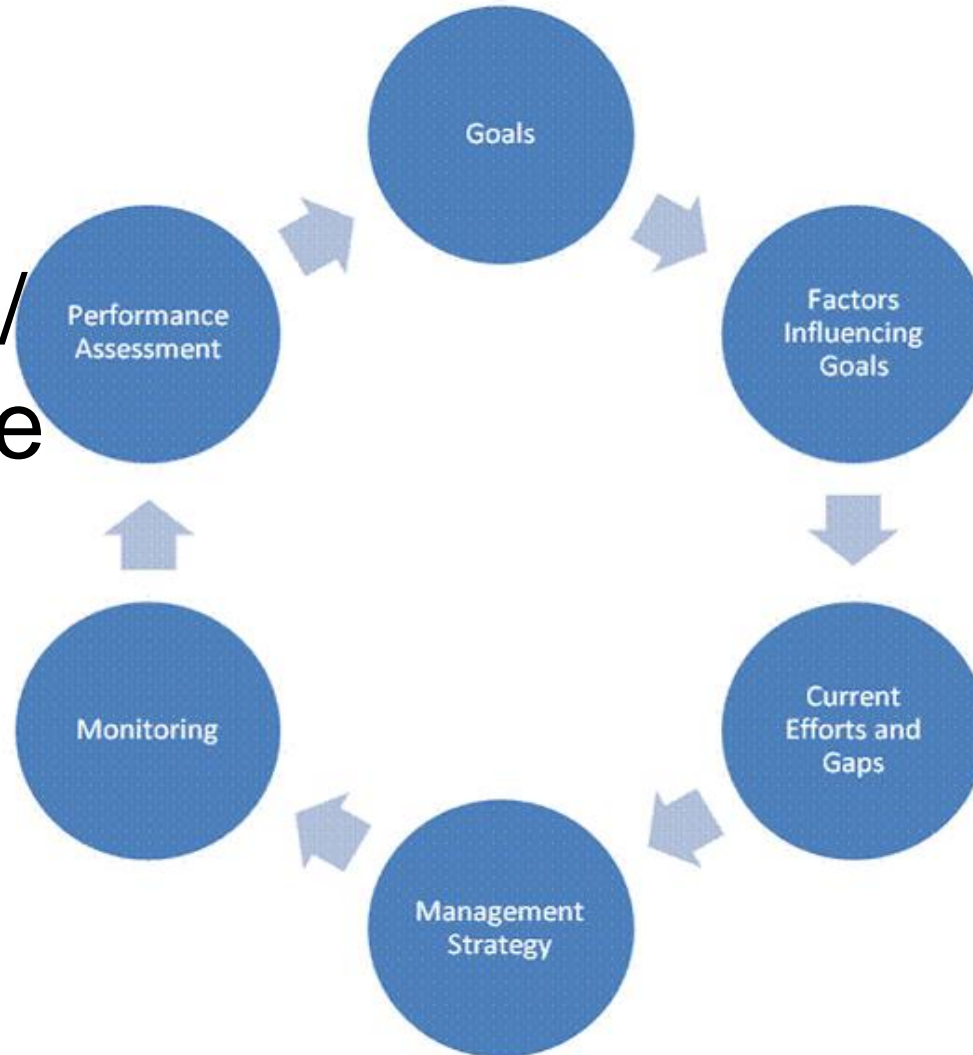 Goals
Factors
Influencing
Goals
Current
Efforts and
Gaps
Management
Strategy
Monitoring
Performance
Assessment
/
e